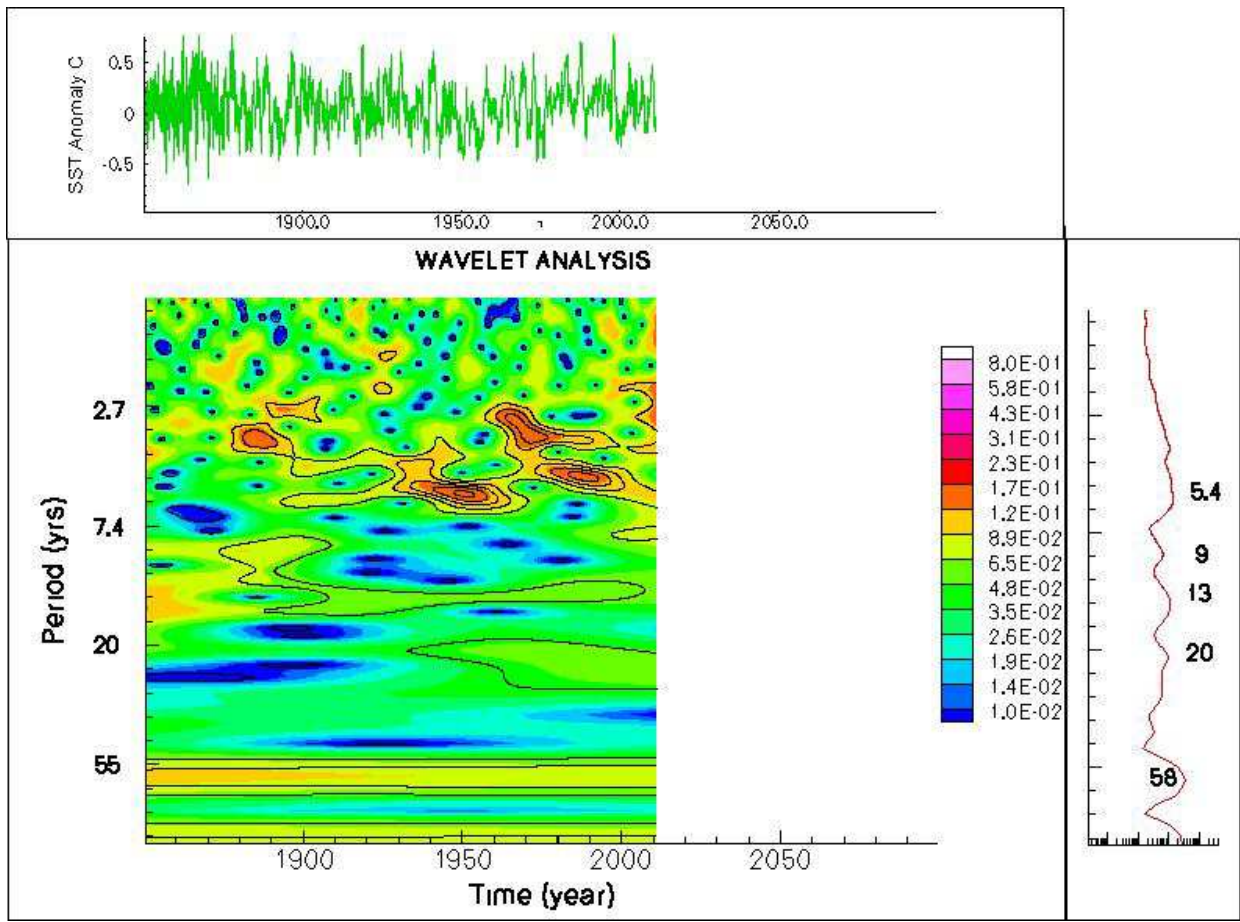 SST Anomaly C
0.5
0
-0.5
1900.0
1950.0
2000.0
2050.0
WAVELET ANALYSIS
Period (yrs)
2.7
7.4
20
55
1900
1950
2000
2050
Time (year)
8.0E-01
5.8E-01
4.3E-01
3.1E-01
2.3E-01
1.7E-01
1.2E-01
8.9E-02
6.5E-02
4.8E-02
3.5E-02
2.6E-02
1.9E-02
1.4E-02
1.0E-02
5.4
9
13
20
58